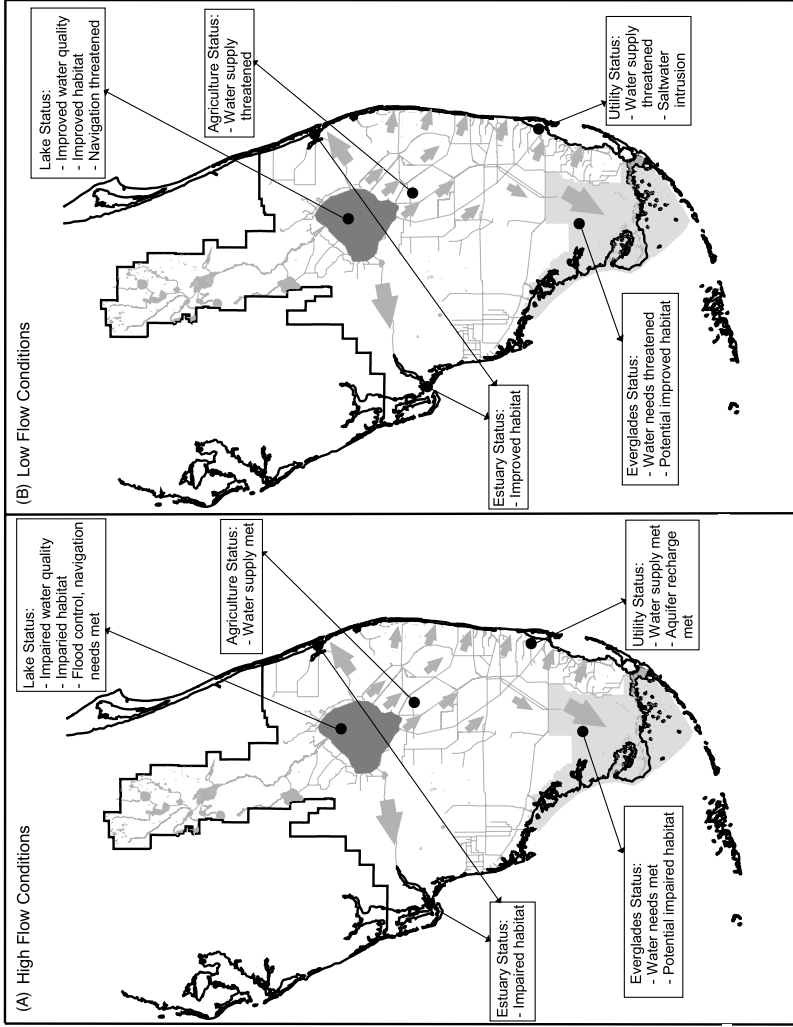 (A) High Flow Conditions
Lake Status:
- Impaired water quality
- Imparied habitat
- Flood control, navigation
needs met
Agriculture Status:
- Water supply met
Estuary Status:
- Impaired habitat
Everglades Status:
- Water needs met
- Potential impaired habitat
Utility Status:
- Water supply met
- Aquifer recharge
met
(B) Low Flow Conditions
Lake Status:
- Improved water quality
- Improved habitat
- Navigation threatened
Agriculture Status:
- Water supply
threatened
Estuary Status:
- Improved habitat
Everglades Status:
- Water needs threatened
- Potential improved habitat
Utility Status:
- Water supply
threatened
- Saltwater
intrusion